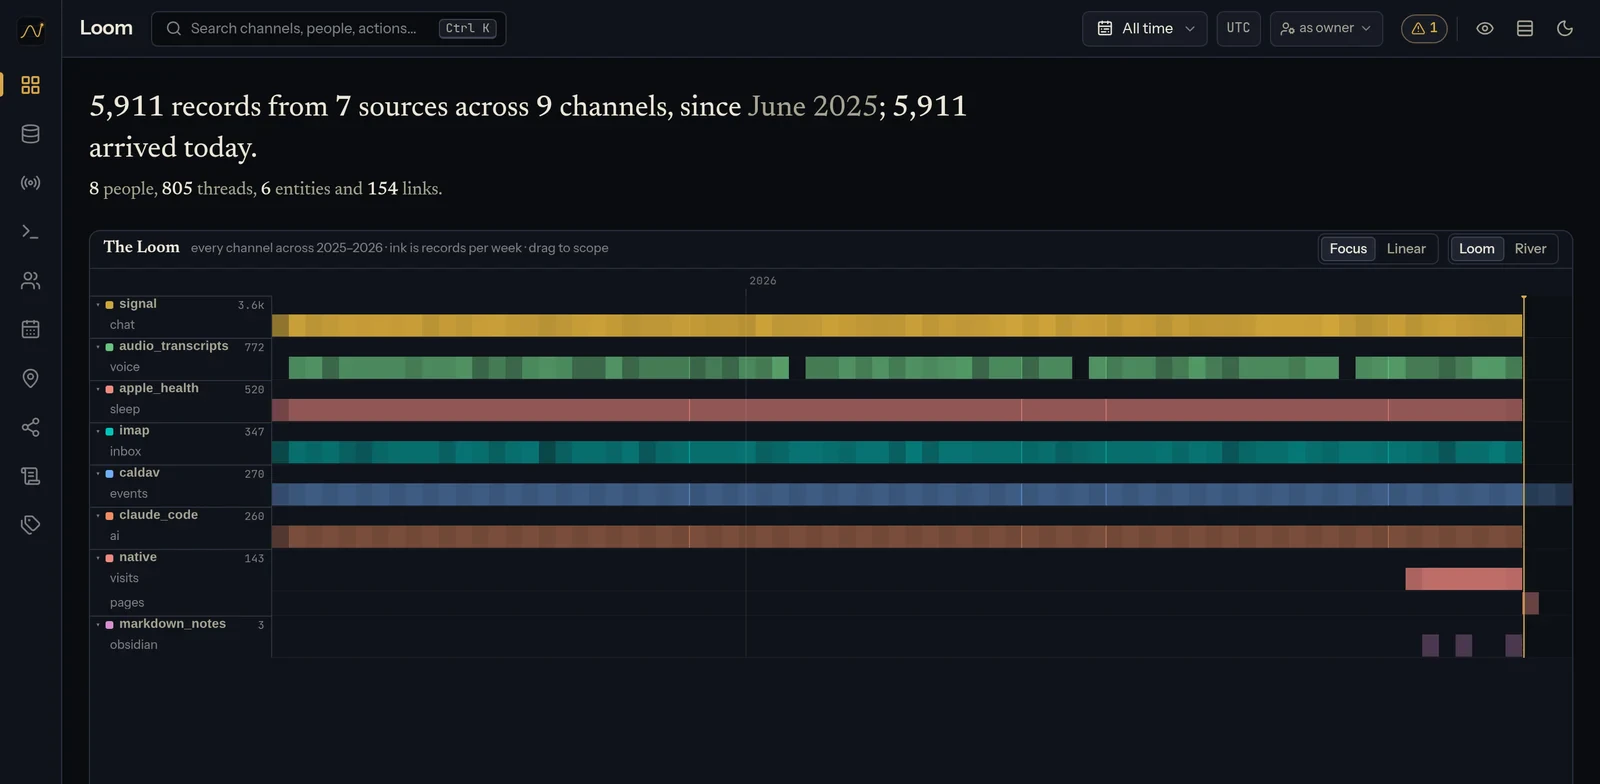 Loom
Search channels, people, actions...
Ctrl K
All time
UTC
as owner
1
5,911 records from 7 sources across 9 channels, since June 2025; 5,911
arrived today.
8 people, 805 threads, 6 entities and 154 links.
The Loom
every channel across 2025–2026 · ink is records per week · drag to scope
Focus
Linear
Loom
River
2026
signal 3.6k
chat
audio_transcripts 772
voice
apple_health 520
sleep
imap 347
inbox
caldav 270
events
claude_code 260
ai
native 143
visits
pages
markdown_notes 3
obsidian